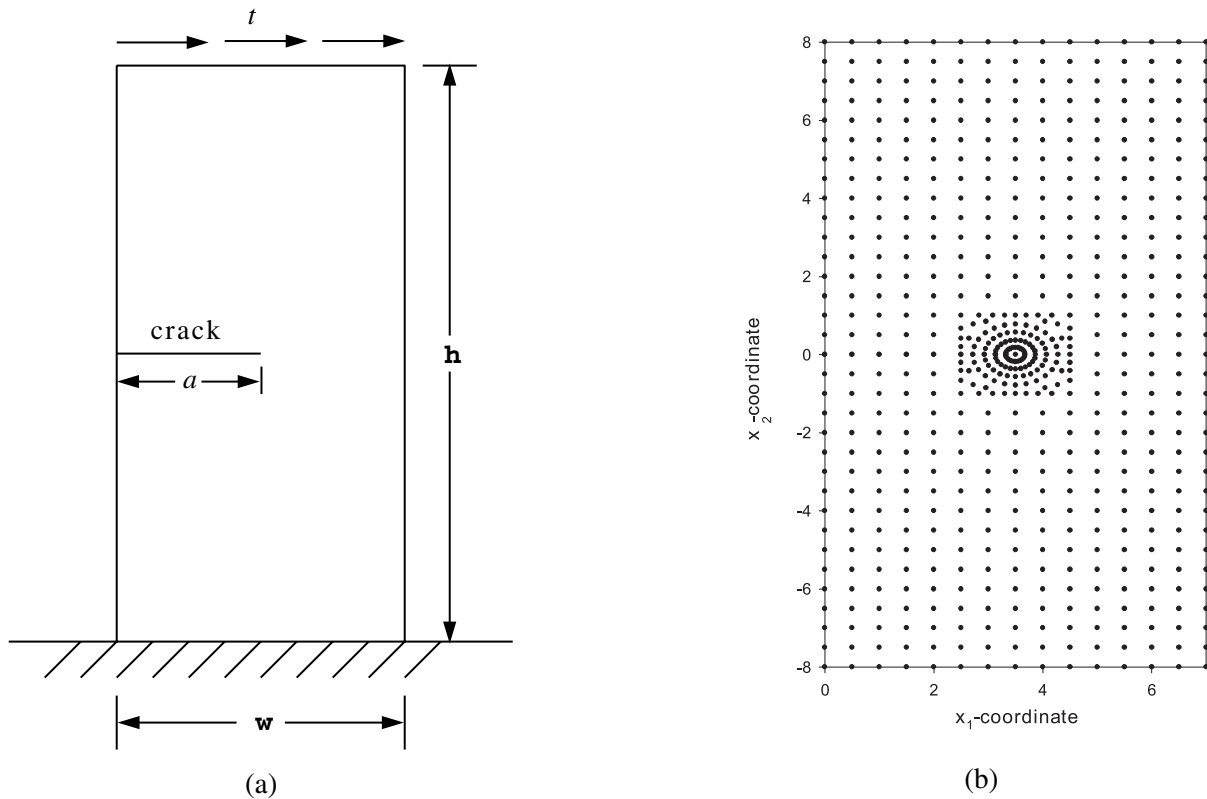 t
crack
a
h
w
(a)
8
6
4
2
0
-2
-4
-6
-8
x2-coordinate
0 2 4 6
x1-coordinate
(b)